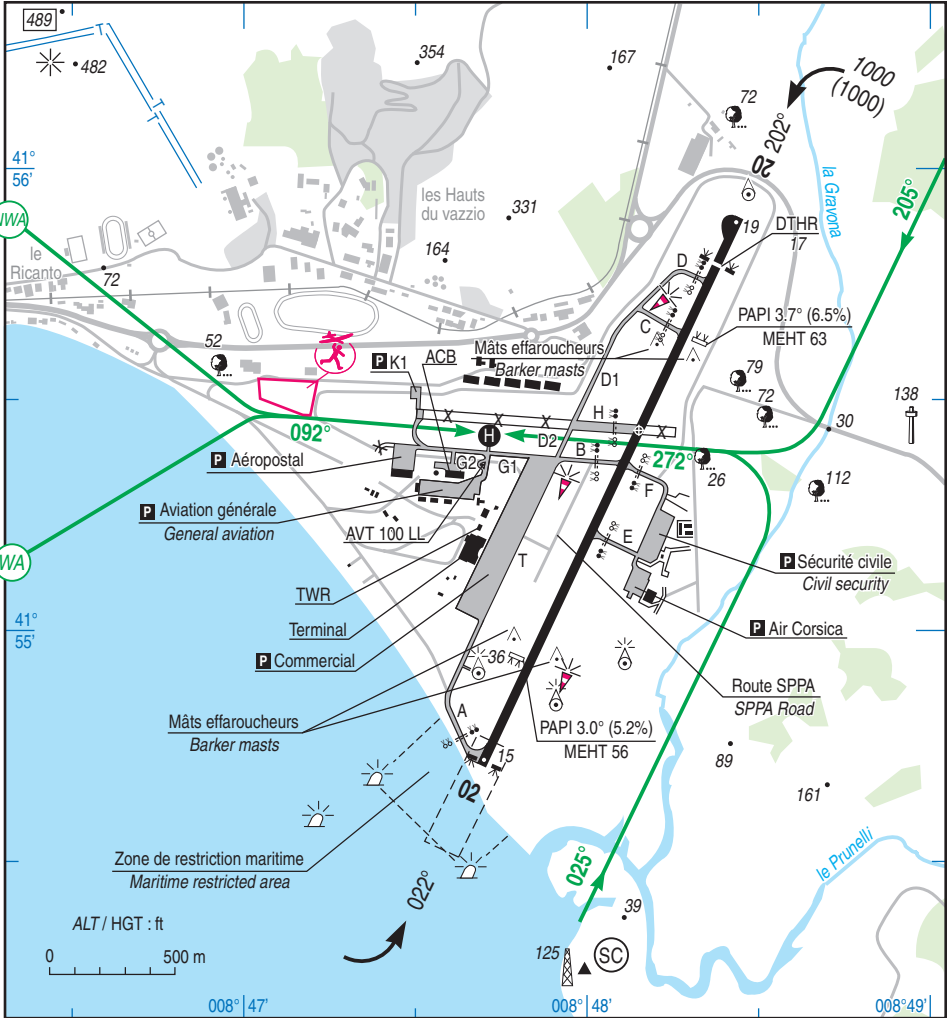 489
482
354
167
1000
(1000)
72
202°
20
41°
56'
la Gravona
205°
les Hauts
du vazzio
331
19
DTHR
17
164
D
le
Ricanto
72
PAPI 3.7° (6.5%)
MEHT 63
C
52
P K1
ACB
Mâts effaroucheurs
Barker masts
D1
79
72
138
H
30
092°
H
D2
272°
B
P Aéropostal
G2
G1
26
112
F
P Aviation générale
General aviation
AVT 100 LL
E
P Sécurité civile
Civil security
T
TWR
41°
55'
Terminal
P Air Corsica
P Commercial
36
Route SPPA
SPPA Road
Mâts effaroucheurs
Barker masts
A
PAPI 3.0° (5.2%)
MEHT 56
15
89
02
161
Zone de restriction maritime
Maritime restricted area
le Prunelli
025°
022°
39
ALT / HGT : ft
0
500 m
125
SC
008° 47'
008° 48'
008° 49'